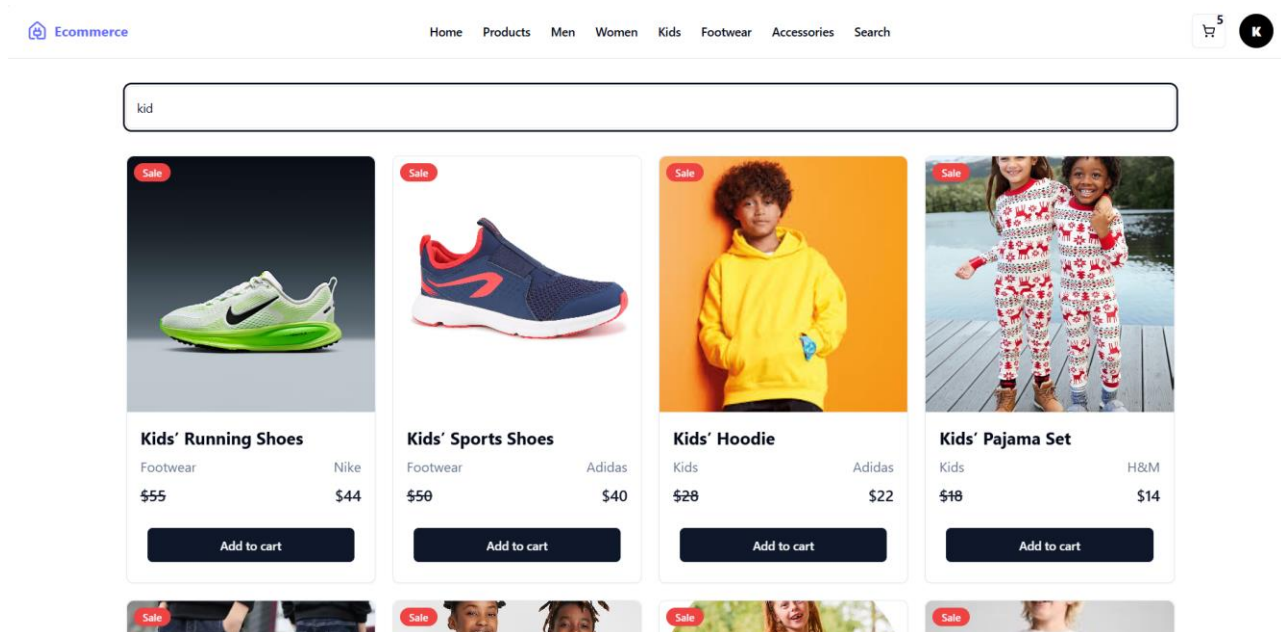 Ecommerce
Home Products Men Women Kids Footwear Accessories Search
5
K
kid
Sale
Sale
Sale
Sale
Kids´ Running Shoes
Footwear Nike
$55 $44
Add to cart
Kids´ Sports Shoes
Footwear Adidas
$50 $40
Add to cart
Kids´ Hoodie
Kids Adidas
$28 $22
Add to cart
Kids´ Pajama Set
Kids H&M
$18 $14
Add to cart
Sale
Sale
Sale
Sale